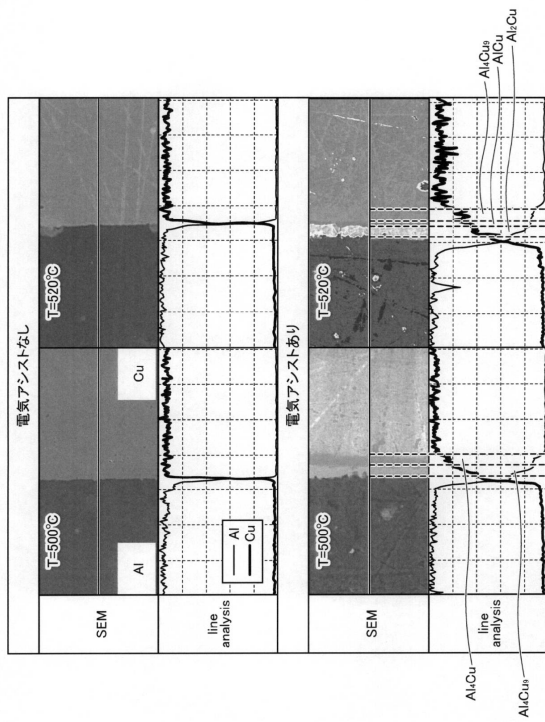 電気アシストなし
SEM
T=500℃
Al
Cu
T=520℃
line
analysis
Al
Cu
電気アシストあり
SEM
T=500℃
T=520℃
line
analysis
Al₄Cu
Al₄Cu₉
Al₄Cu₉
AlCu
Al₂Cu